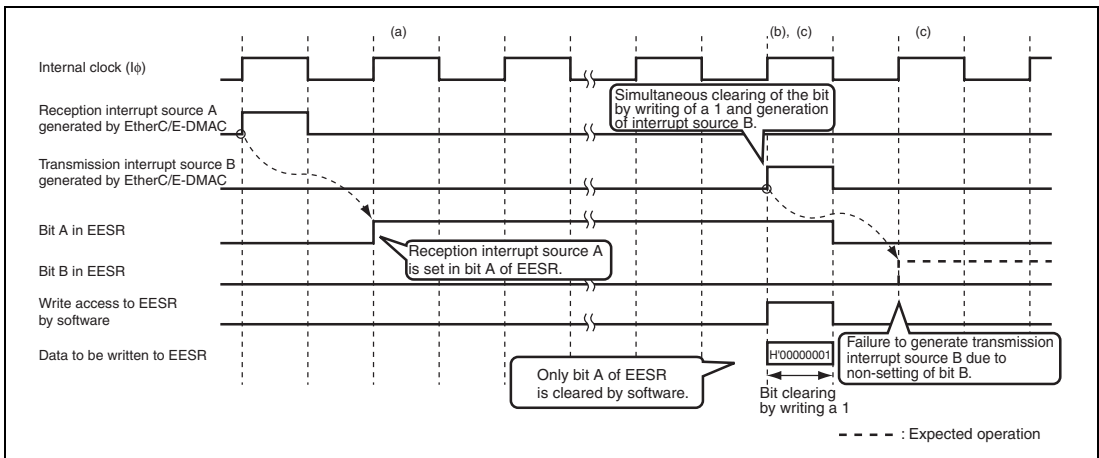 (a)
(b), (c)
(c)
Internal clock (Iϕ)
Simultaneous clearing of the bit
by writing of a 1 and generation
of interrupt source B.
Reception interrupt source A
generated by EtherC/E-DMAC
Transmission interrupt source B
generated by EtherC/E-DMAC
Bit A in EESR
Reception interrupt source A
is set in bit A of EESR.
Bit B in EESR
Write access to EESR
by software
Failure to generate transmission
interrupt source B due to
non-setting of bit B.
Data to be written to EESR
H'00000001
Only bit A of EESR
is cleared by software.
Bit clearing
by writing a 1
: Expected operation